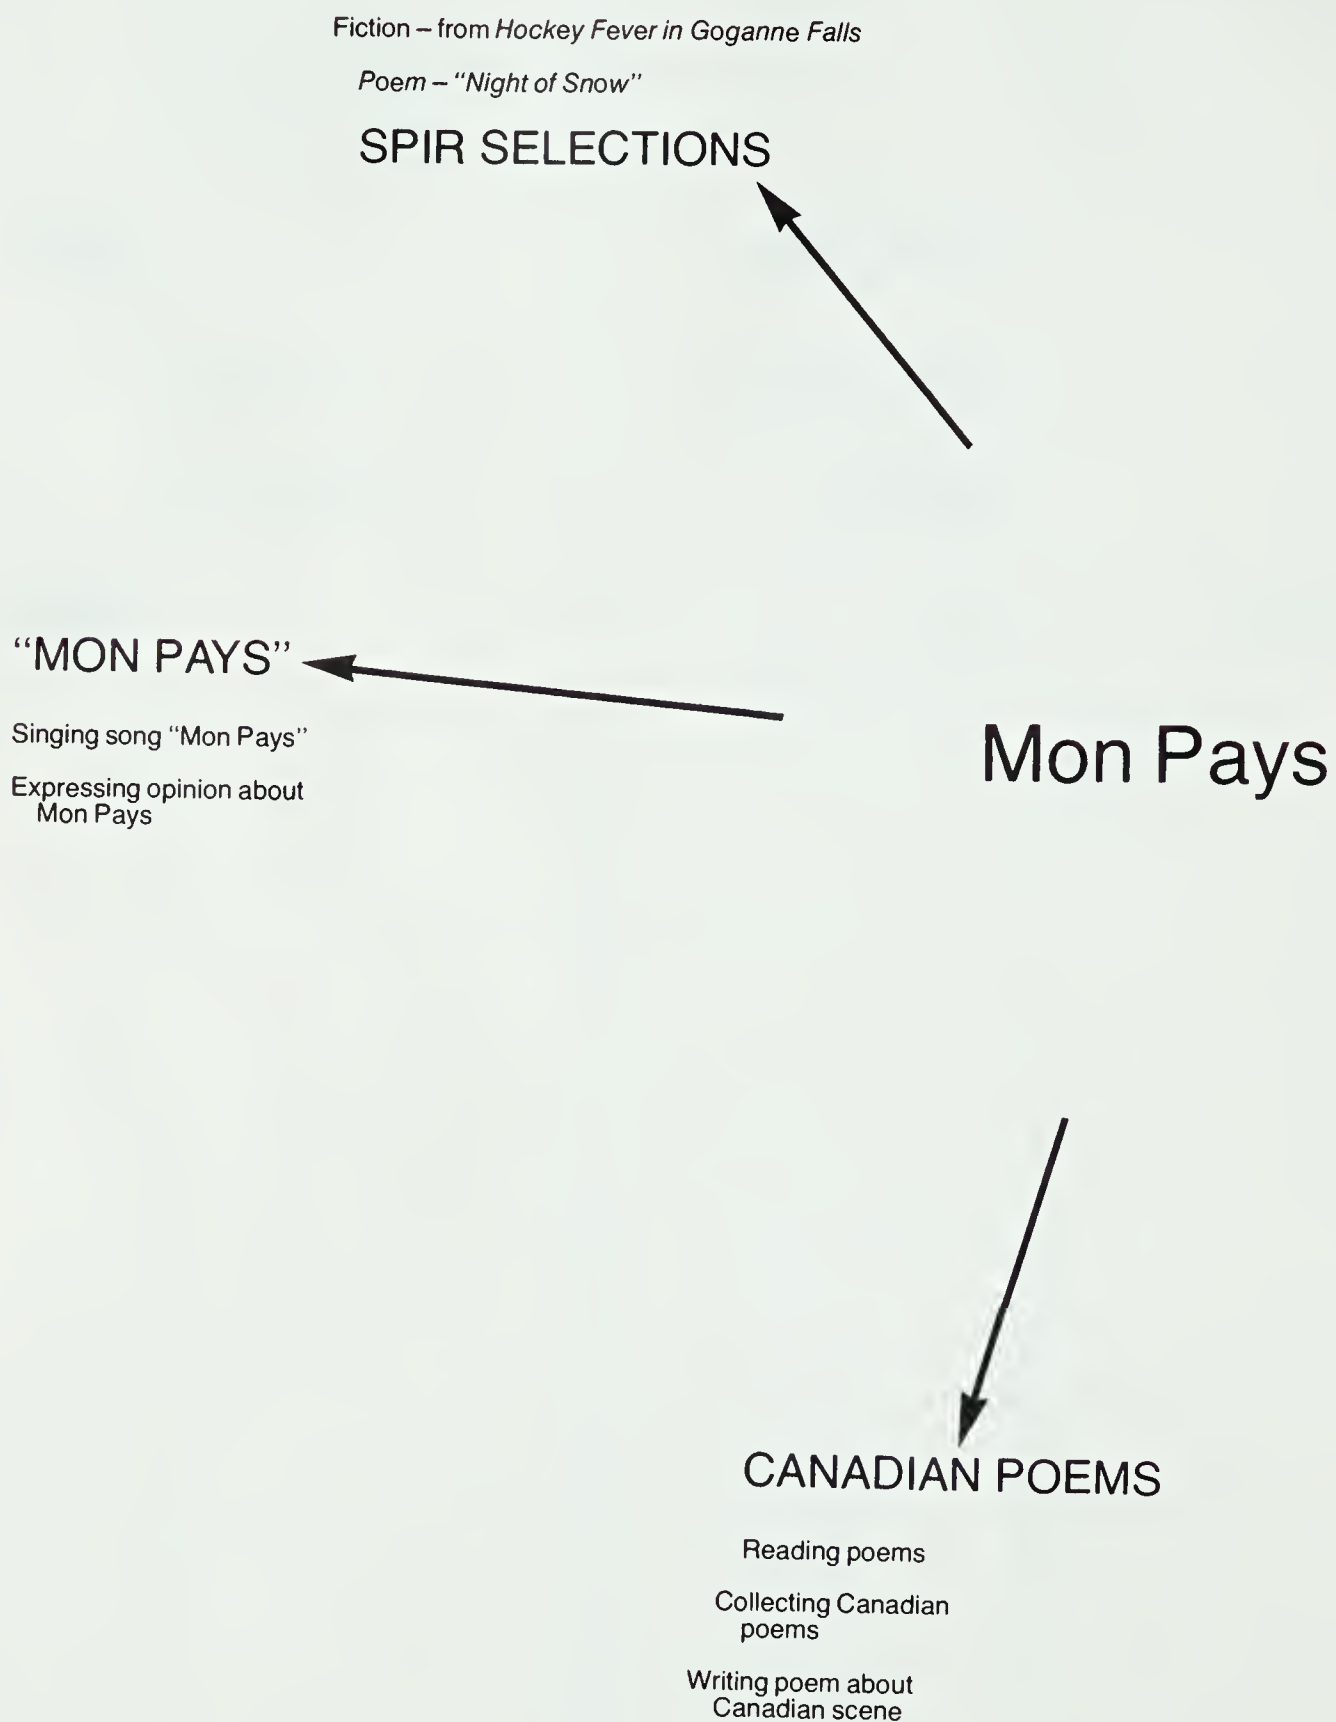 Fiction – from Hockey Fever in Goganne Falls
Poem – “Night of Snow”
SPIR SELECTIONS
“MON PAYS”
Singing song “Mon Pays”
Expressing opinion about
Mon Pays
Mon Pays
CANADIAN POEMS
Reading poems
Collecting Canadian
poems
Writing poem about
Canadian scene